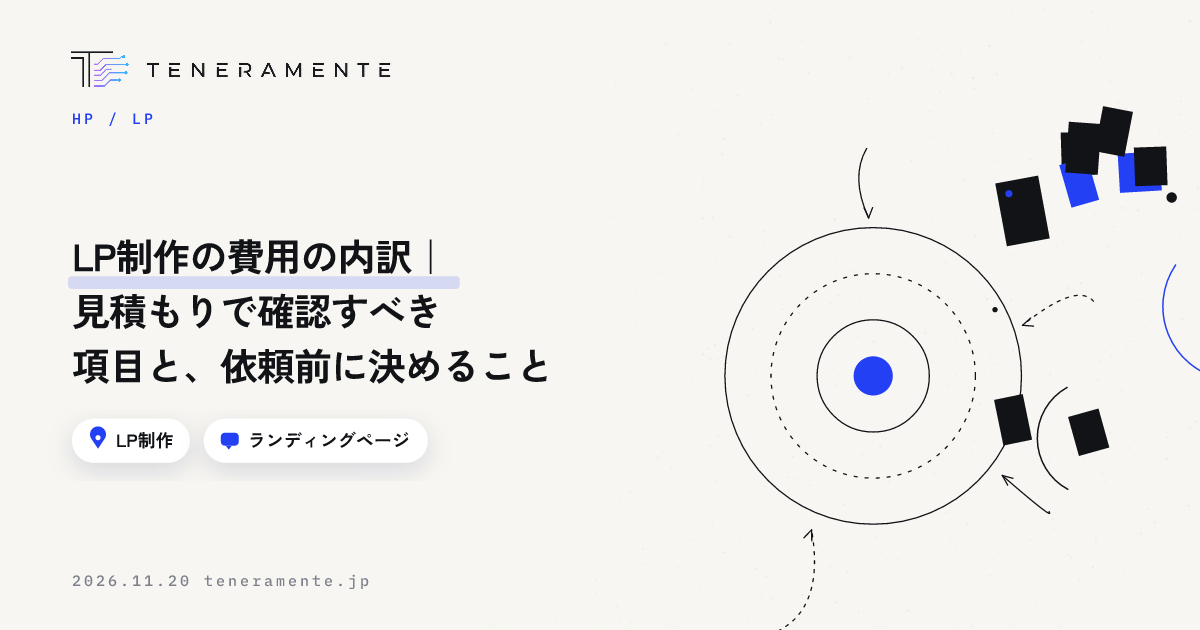 TENERAMENTE
HP / LP
LP制作の費用の内訳｜
見積もりで確認すべき
項目と、依頼前に決めること
LP制作
ランディングページ
2026.11.20 teneramente.jp